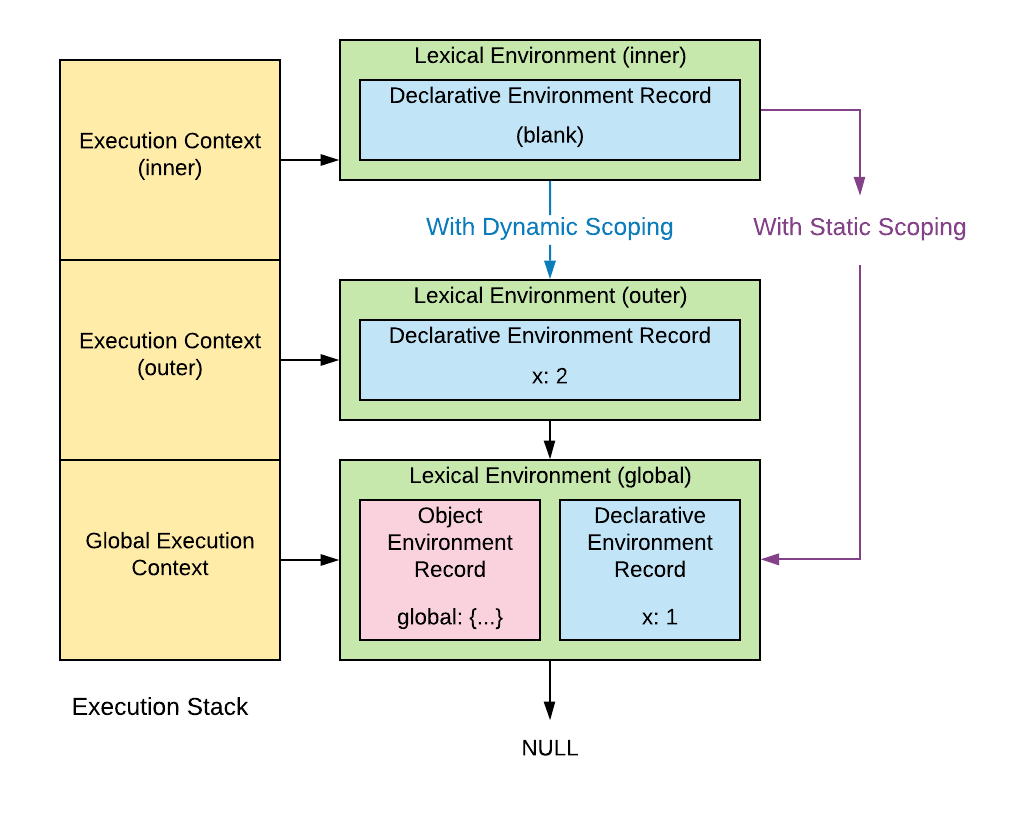 Execution Context
(inner)
Execution Context
(outer)
Global Execution
Context
Execution Stack
Lexical Environment (inner)
Declarative Environment Record
(blank)
With Dynamic Scoping
With Static Scoping
Lexical Environment (outer)
Declarative Environment Record
x: 2
Lexical Environment (global)
Object
Environment
Record
global: {...}
Declarative
Environment
Record
x: 1
NULL